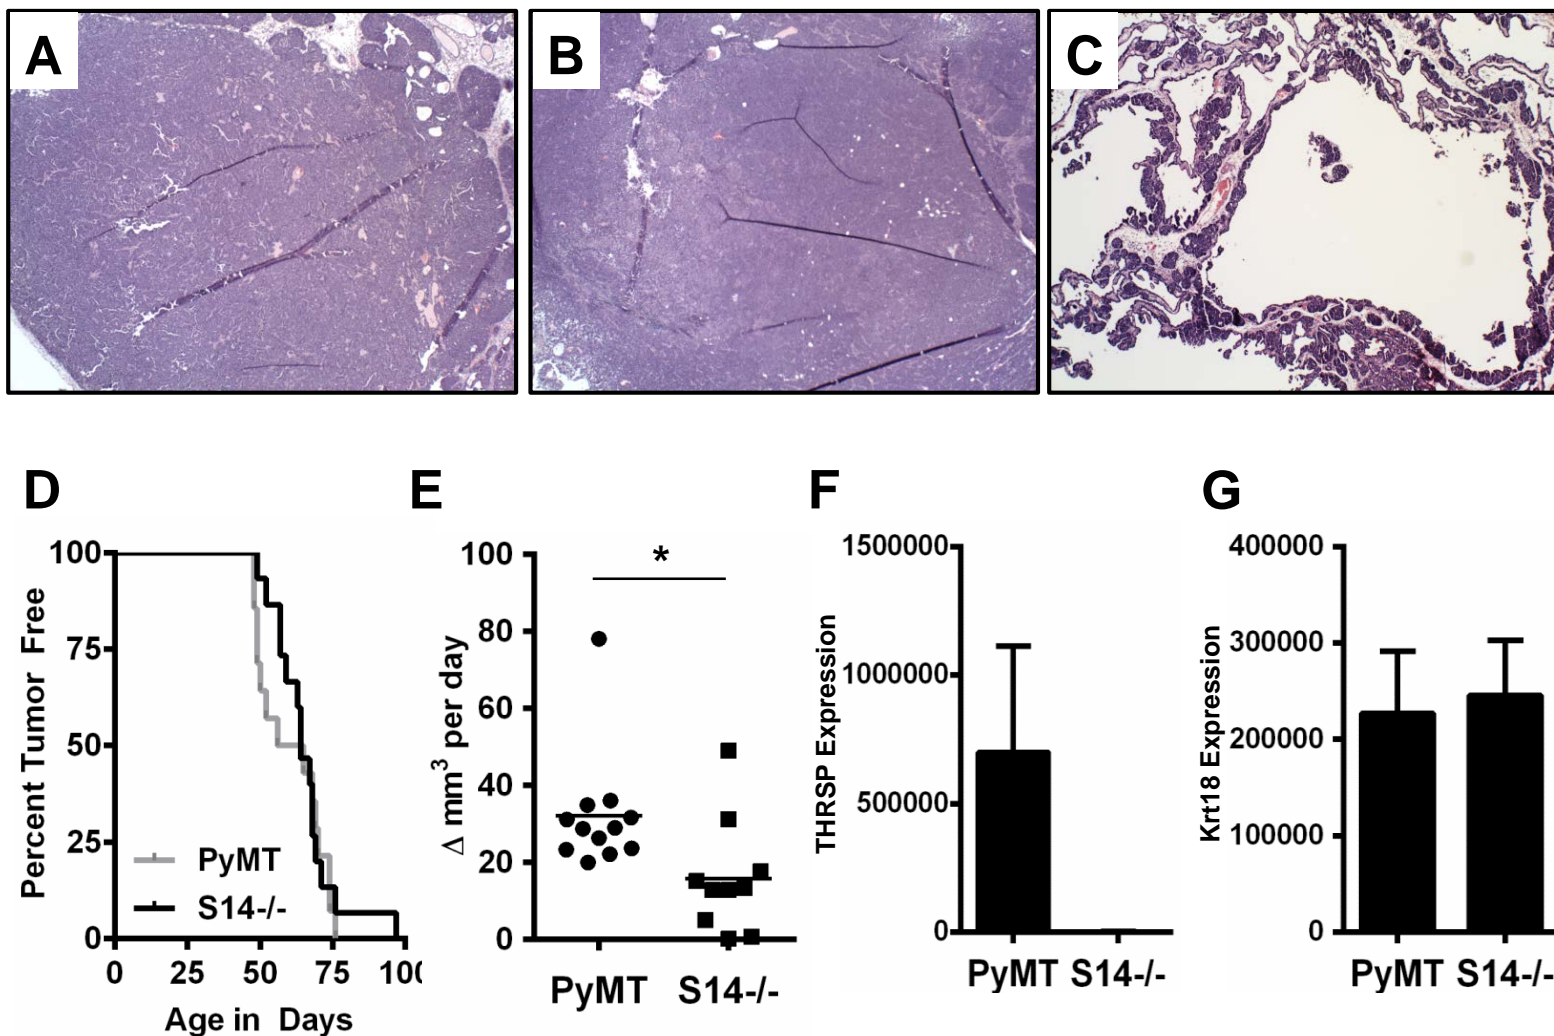 A
B
C
D
E
F
G
Percent Tumor Free
100
75
50
25
0
PyMT
S14-/-
0 25 50 75 100
Age in Days
Δ mm³ per day
100
80
60
40
20
0
*
PyMT S14-/-
THRSP Expression
1500000
1000000
500000
0
PyMT S14-/-
Krt18 Expression
400000
300000
200000
100000
0
PyMT S14-/-